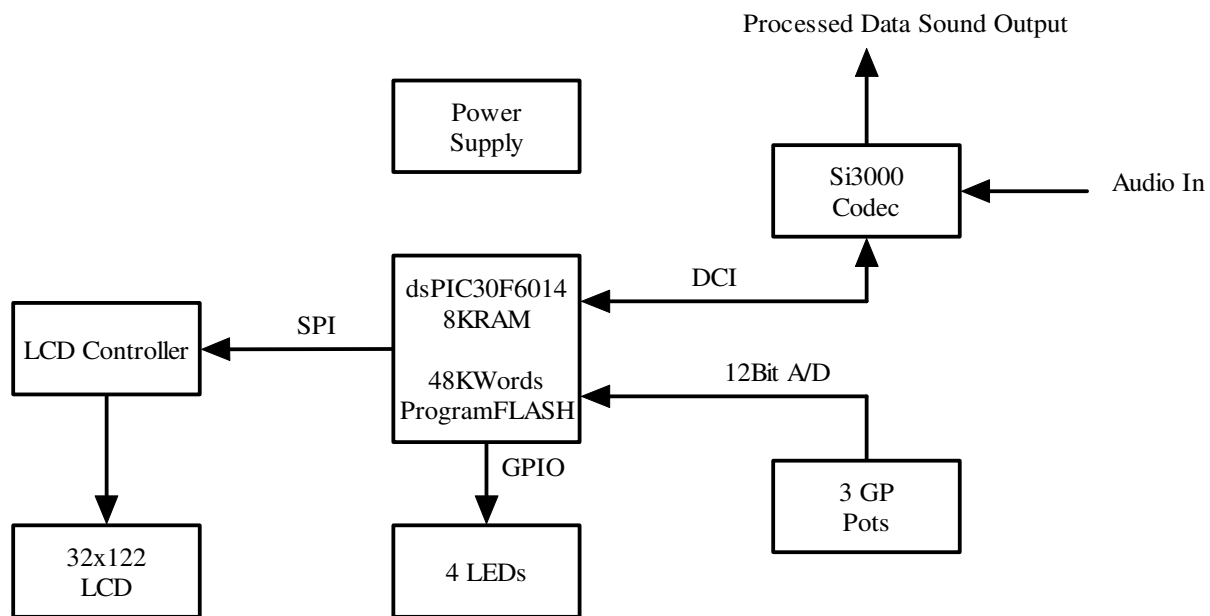 Processed Data Sound Output
Power
Supply
Si3000
Codec
Audio In
DCI
dsPIC30F6014
8KRAM
48KWords
ProgramFLASH
SPI
LCD Controller
12Bit A/D
GPIO
3 GP
Pots
32x122
LCD
4 LEDs